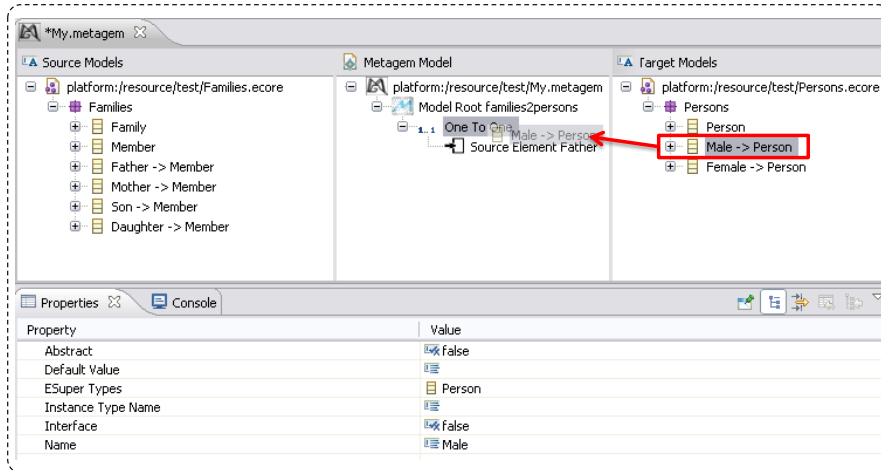 *My.metagem
Source Models
platform:/resource/test/Families.ecore
Families
Family
Member
Father -> Member
Mother -> Member
Son -> Member
Daughter -> Member
Metagem Model
platform:/resource/test/My.metagem
Model Root families2persons
1..1 One To One
Male -> Person
Source Element Father
Target Models
platform:/resource/test/Persons.ecore
Persons
Person
Male -> Person
Female -> Person
Properties
Console
Property Value
Abstract false
Default Value
ESuper Types Person
Instance Type Name
Interface false
Name Male